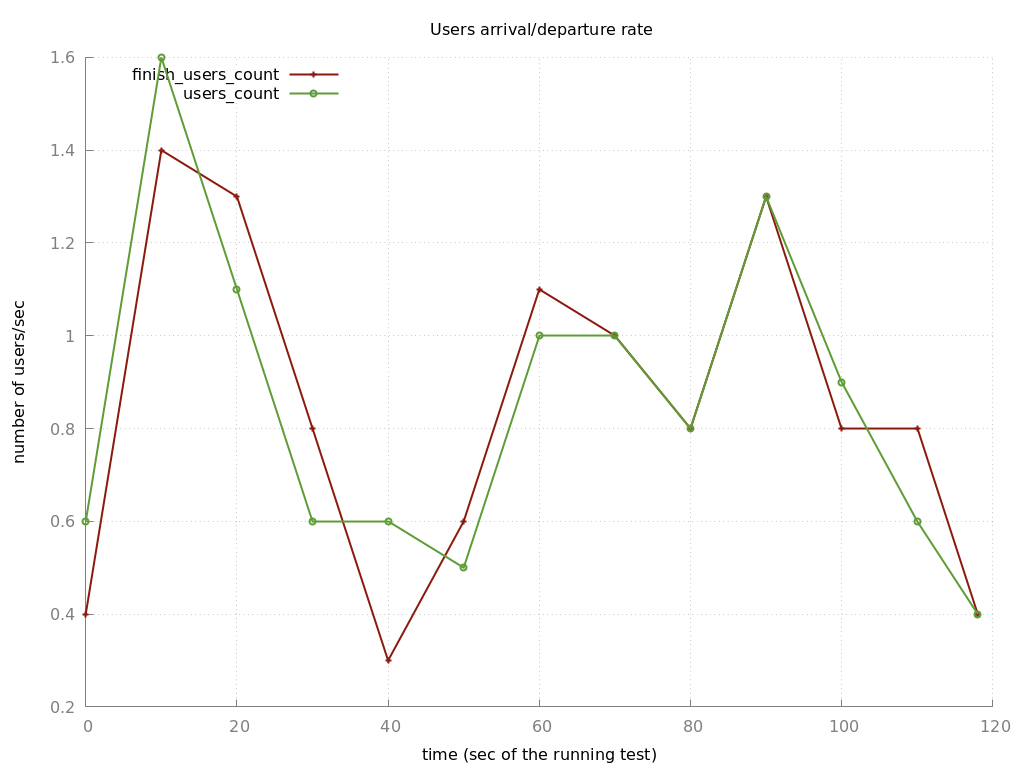 Users arrival/departure rate
1.6
1.4
1.2
1
0.8
0.6
0.4
0.2
finish_users_count
users_count
number of users/sec
0 20 40 60 80 100 120
time (sec of the running test)